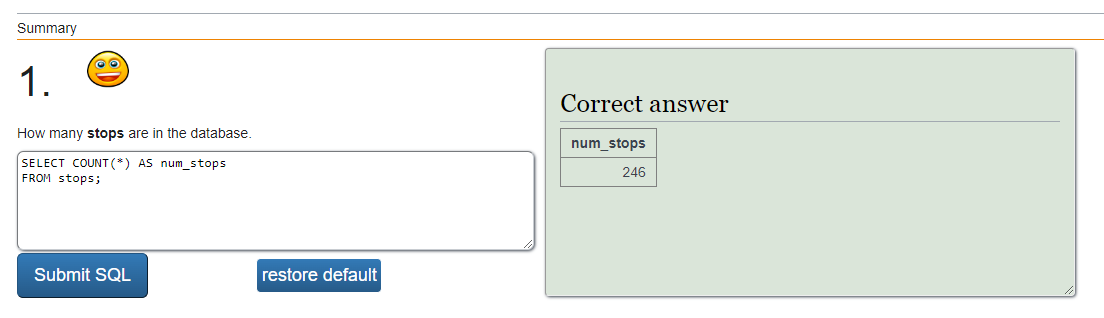 Summary
1.
How many stops are in the database.
SELECT COUNT(*) AS num_stops
FROM stops;
Submit SQL
restore default
Correct answer
num_stops
246